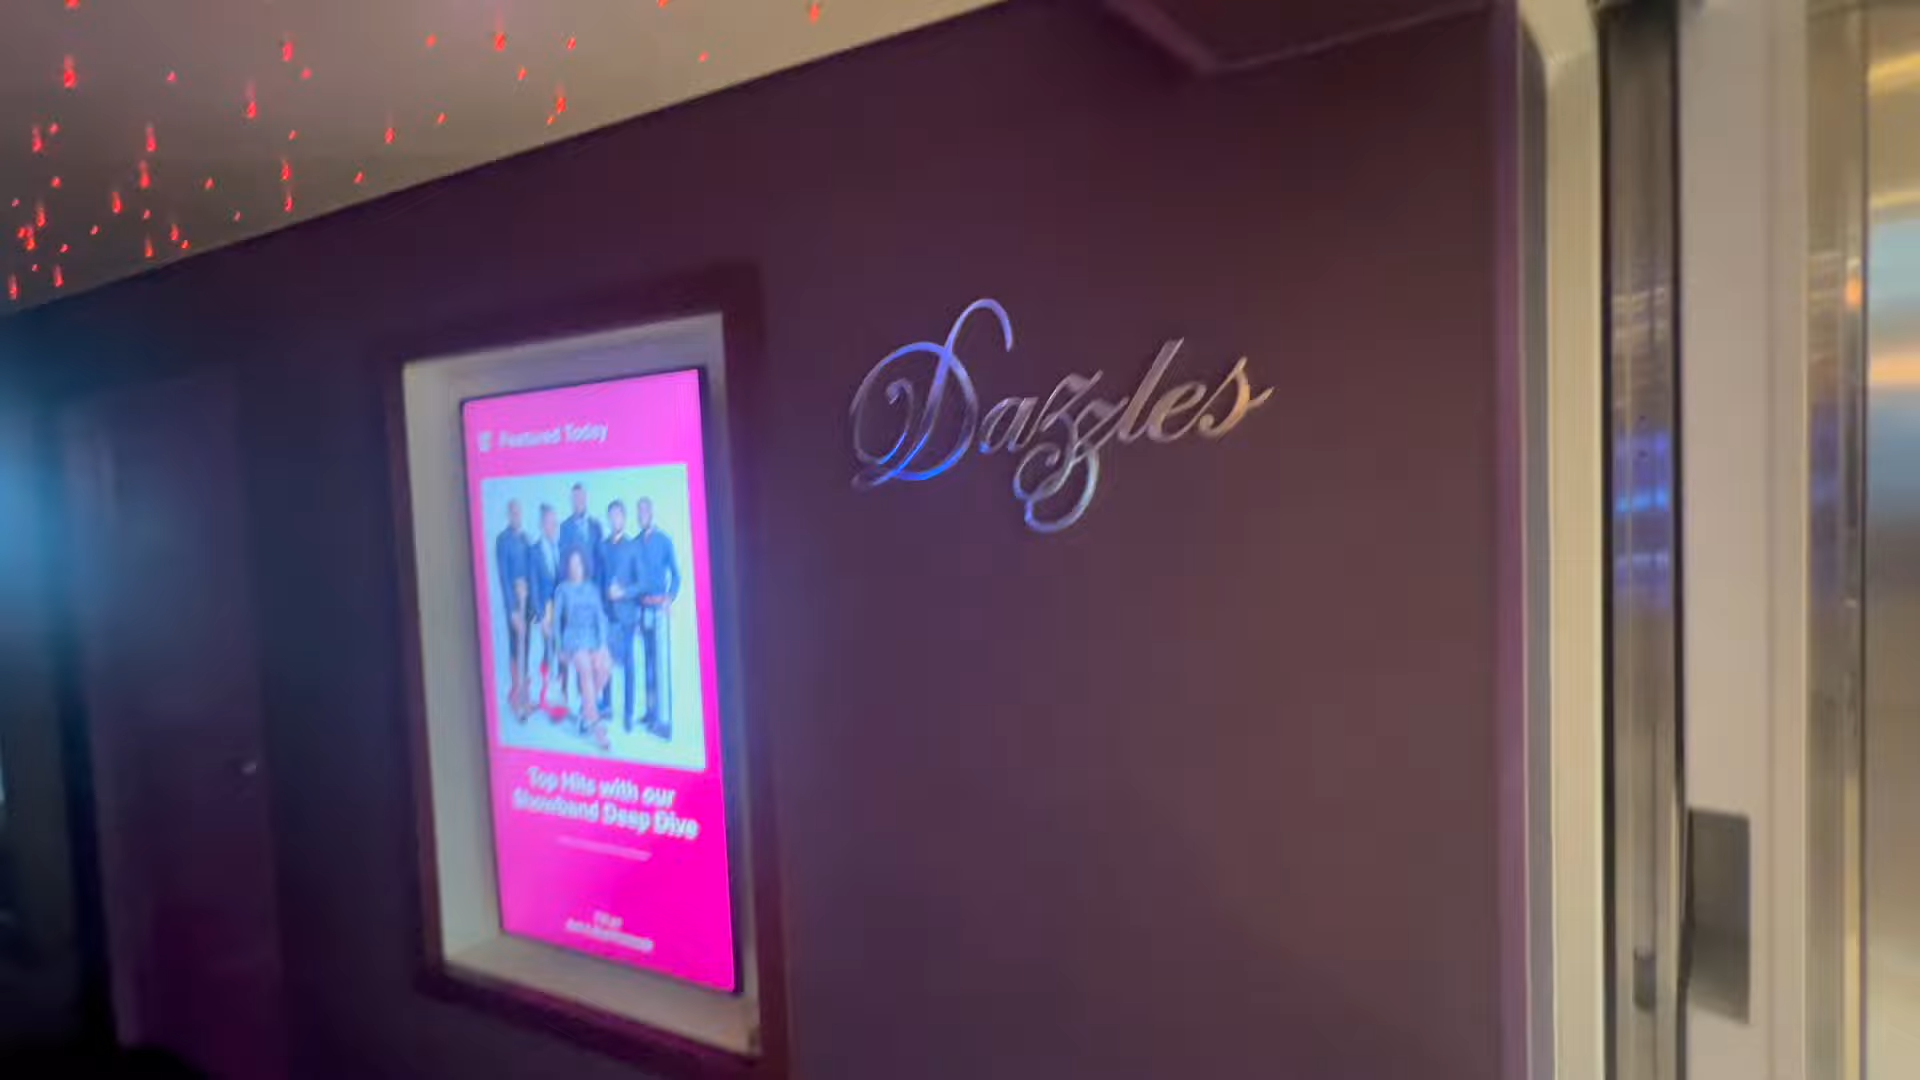 Dazzles
Featured Today
Top Hits with our
Showband Deep Dive